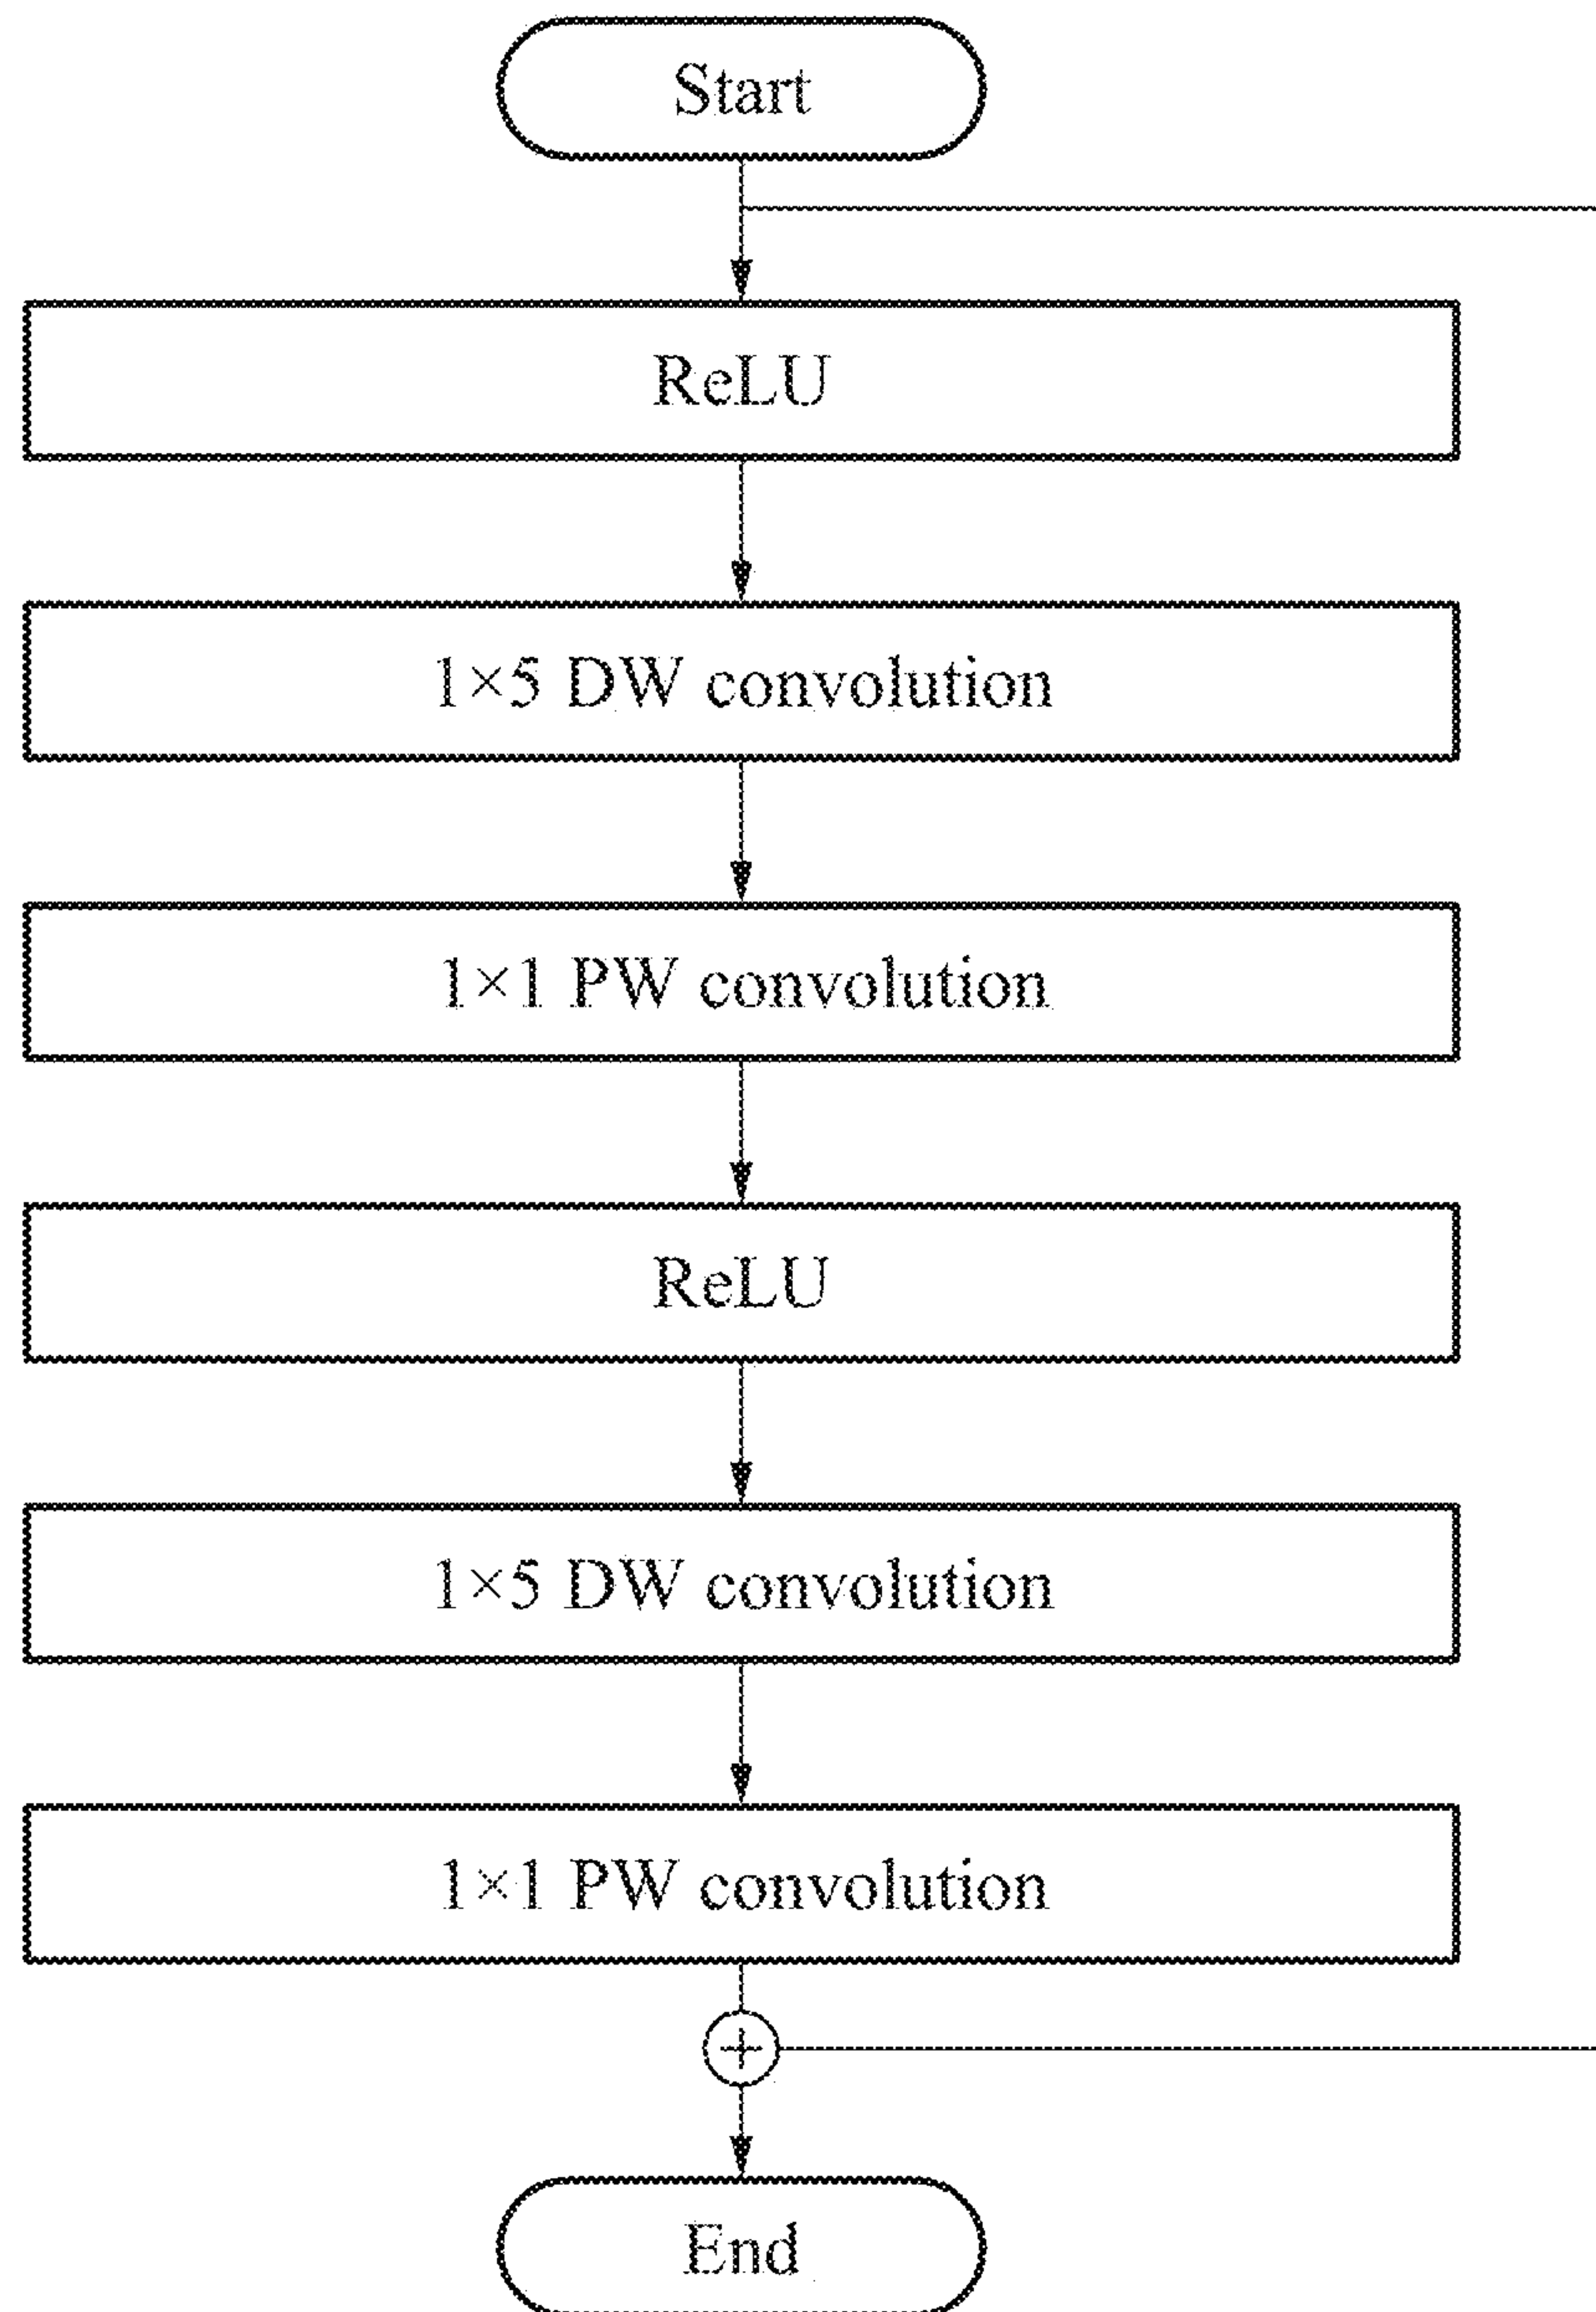 Start
ReLU
1×5 DW convolution
1×1 PW convolution
ReLU
1×5 DW convolution
1×1 PW convolution
+
End